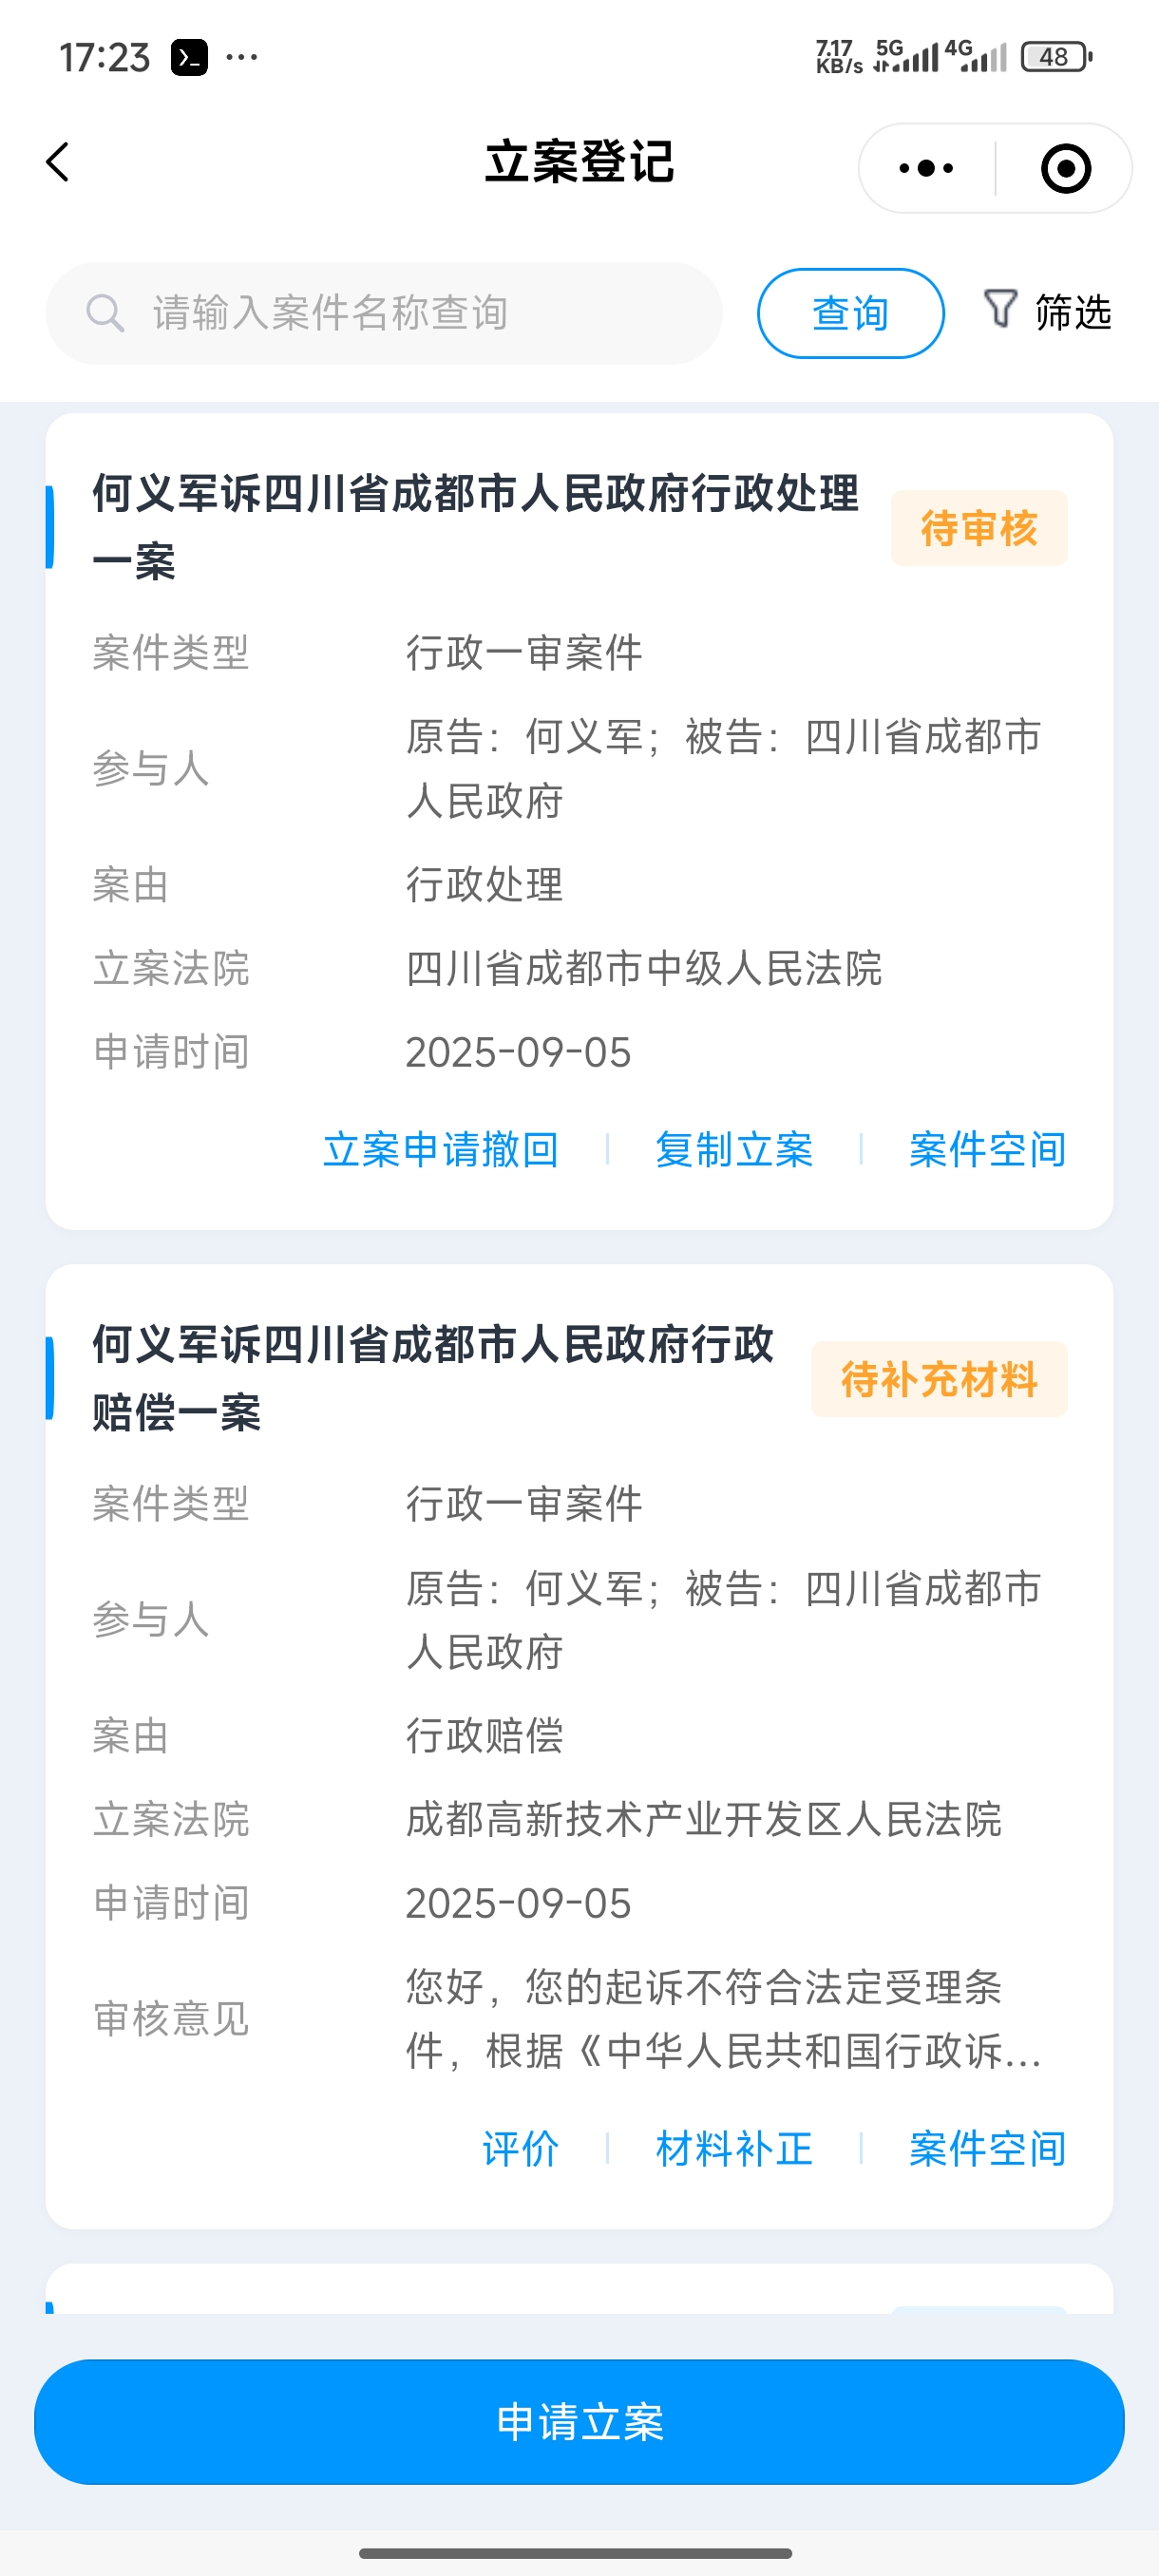 17:23 ...
7.17 KB/s 5G 4G 48
立案登记
请输入案件名称查询 查询 筛选
何义军诉四川省成都市人民政府行政处理
一案
待审核
案件类型 行政一审案件
参与人 原告：何义军；被告：四川省成都市
人民政府
案由 行政处理
立案法院 四川省成都市中级人民法院
申请时间 2025-09-05
立案申请撤回 复制立案 案件空间
何义军诉四川省成都市人民政府行政
赔偿一案
待补充材料
案件类型 行政一审案件
参与人 原告：何义军；被告：四川省成都市
人民政府
案由 行政赔偿
立案法院 成都高新技术产业开发区人民法院
申请时间 2025-09-05
审核意见 您好，您的起诉不符合法定受理条
件，根据《中华人民共和国行政诉...
评价 材料补正 案件空间
申请立案